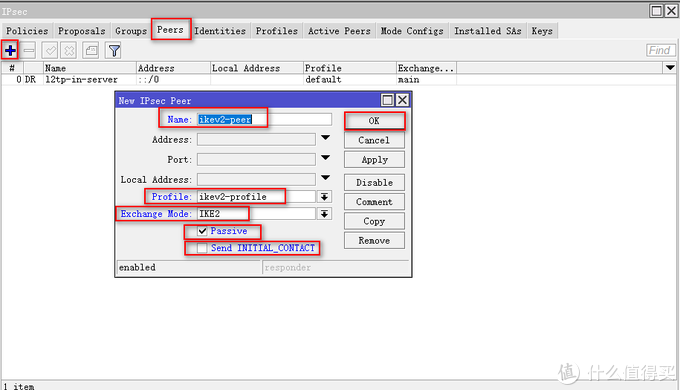 IPsec
Policies Proposals Groups Peers Identities Profiles Active Peers Mode Configs Installed SAs Keys
Find
# Name Address Local Address Profile Exchange...
0 DR l2tp-in-server ::/0 default main
New IPsec Peer
Name: ikev2-peer OK
Address: Cancel
Port: Apply
Local Address:
Profile: ikev2-profile Disable
Exchange Mode: IKE2 Comment
Passive Copy
Send INITIAL_CONTACT Remove
enabled responder
1 item
值 什么值得买